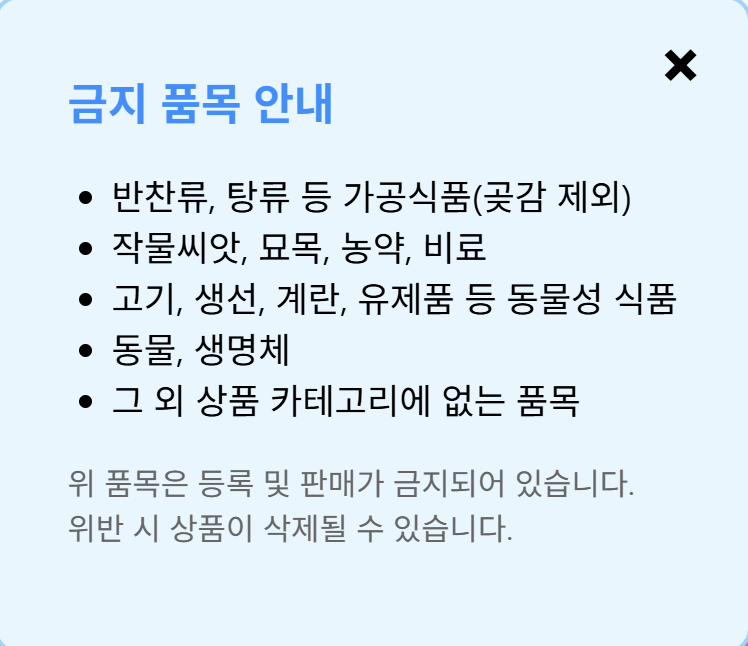 금지 품목 안내
반찬류, 탕류 등 가공식품(곶감 제외)
작물씨앗, 묘목, 농약, 비료
고기, 생선, 계란, 유제품 등 동물성 식품
동물, 생명체
그 외 상품 카테고리에 없는 품목
위 품목은 등록 및 판매가 금지되어 있습니다.
위반 시 상품이 삭제될 수 있습니다.